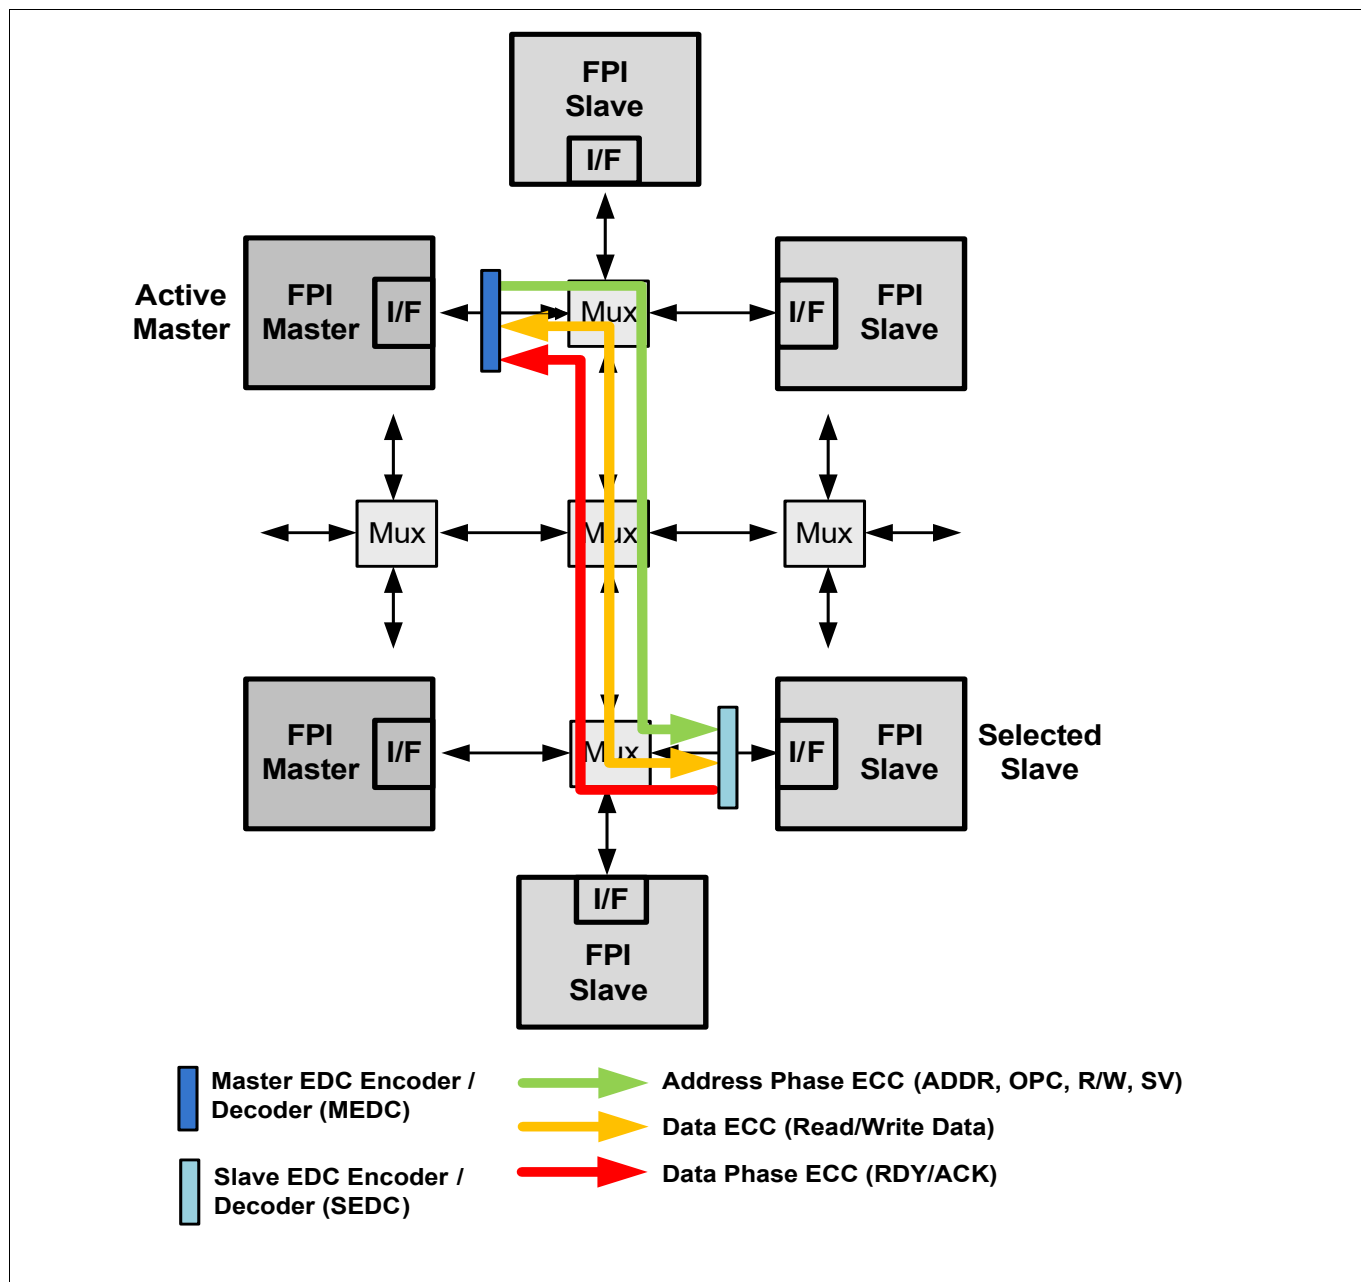 FPI
Slave
I/F
Active
Master
FPI
Master
I/F
Mux
I/F
FPI
Slave
Mux
Mux
Mux
FPI
Master
I/F
Mux
I/F
FPI
Slave
Selected
Slave
I/F
FPI
Slave
Master EDC Encoder /
Decoder (MEDC)
Address Phase ECC (ADDR, OPC, R/W, SV)
Data ECC (Read/Write Data)
Slave EDC Encoder /
Decoder (SEDC)
Data Phase ECC (RDY/ACK)